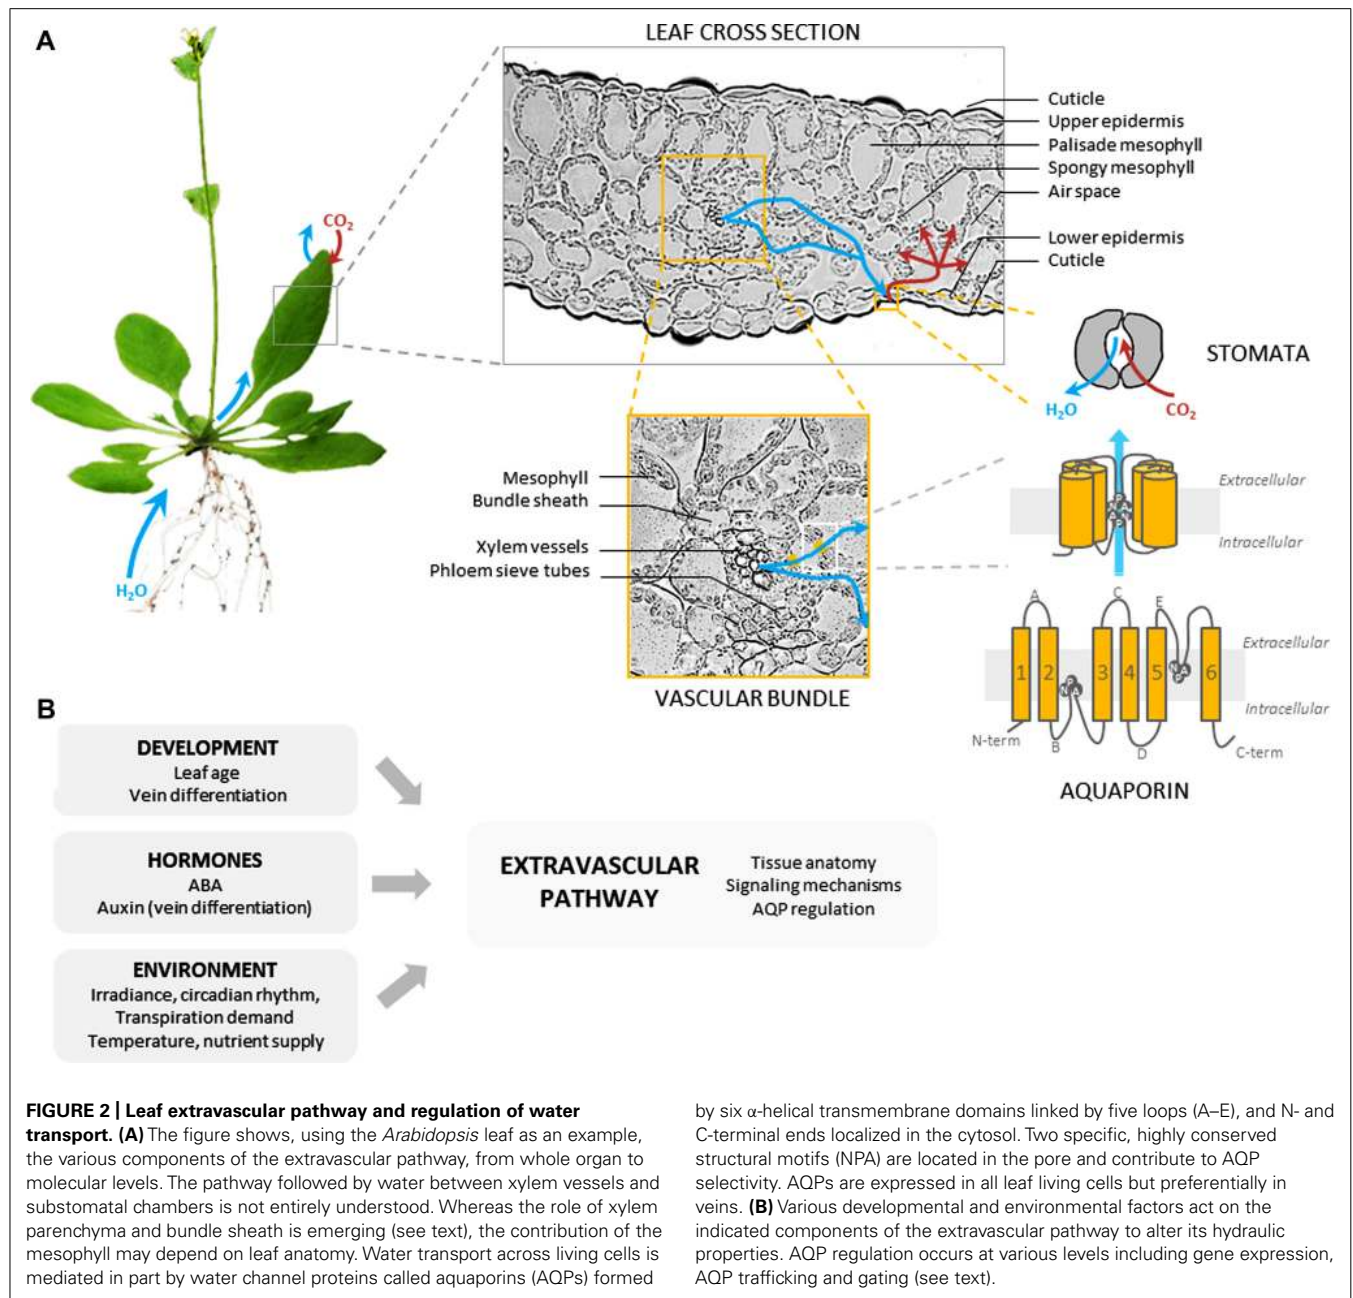 A
LEAF CROSS SECTION
Cuticle
Upper epidermis
Palisade mesophyll
Spongy mesophyll
Air space
Lower epidermis
Cuticle
CO₂
H₂O
STOMATA
H₂O
CO₂
Mesophyll
Bundle sheath
Xylem vessels
Phloem sieve tubes
VASCULAR BUNDLE
Extracellular
Intracellular
A
C
E
1
2
3
4
5
6
Extracellular
Intracellular
N-term
B
D
C-term
AQUAPORIN
B
DEVELOPMENT
Leaf age
Vein differentiation
HORMONES
ABA
Auxin (vein differentiation)
ENVIRONMENT
Irradiance, circadian rhythm,
Transpiration demand
Temperature, nutrient supply
EXTRAVASCULAR
PATHWAY
Tissue anatomy
Signaling mechanisms
AQP regulation
FIGURE 2 | Leaf extravascular pathway and regulation of water
transport. (A) The figure shows, using the Arabidopsis leaf as an example,
the various components of the extravascular pathway, from whole organ to
molecular levels. The pathway followed by water between xylem vessels and
substomatal chambers is not entirely understood. Whereas the role of xylem
parenchyma and bundle sheath is emerging (see text), the contribution of the
mesophyll may depend on leaf anatomy. Water transport across living cells is
mediated in part by water channel proteins called aquaporins (AQPs) formed
by six α-helical transmembrane domains linked by five loops (A–E), and N- and
C-terminal ends localized in the cytosol. Two specific, highly conserved
structural motifs (NPA) are located in the pore and contribute to AQP
selectivity. AQPs are expressed in all leaf living cells but preferentially in
veins. (B) Various developmental and environmental factors act on the
indicated components of the extravascular pathway to alter its hydraulic
properties. AQP regulation occurs at various levels including gene expression,
AQP trafficking and gating (see text).